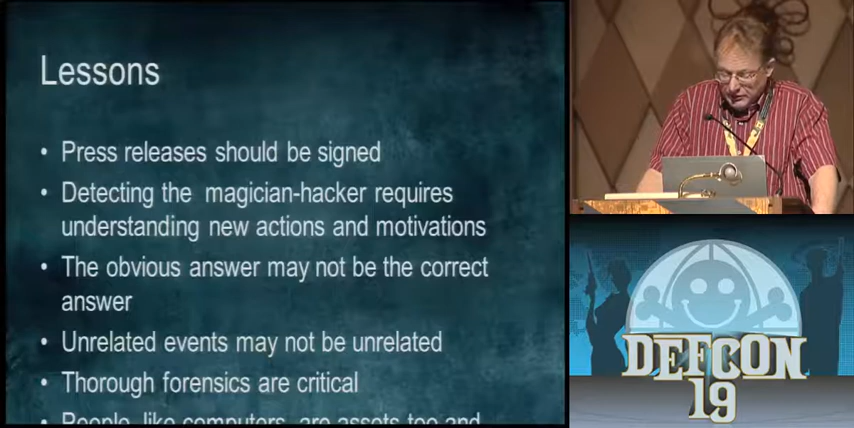 Lessons
• Press releases should be signed
• Detecting the magician-hacker requires
understanding new actions and motivations
• The obvious answer may not be the correct
answer
• Unrelated events may not be unrelated
• Thorough forensics are critical
• People, like computers, are assets too and
DEFCON
19